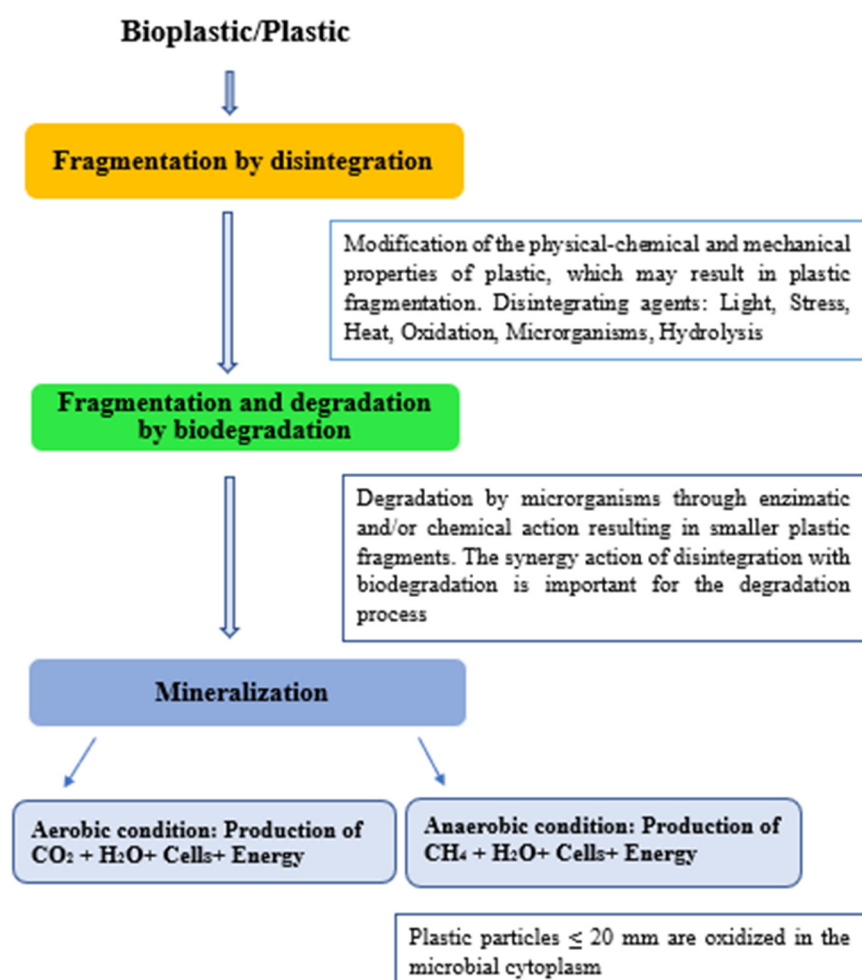 Bioplastic/Plastic
Fragmentation by disintegration
Modification of the physical-chemical and mechanical
properties of plastic, which may result in plastic
fragmentation. Disintegrating agents: Light, Stress,
Heat, Oxidation, Microrganisms, Hydrolysis
Fragmentation and degradation
by biodegradation
Degradation by microrganisms through enzimatic
and/or chemical action resulting in smaller plastic
fragments. The synergy action of disintegration with
biodegradation is important for the degradation
process
Mineralization
Aerobic condition: Production of
CO₂ + H₂O+ Cells+ Energy
Anaerobic condition: Production of
CH₄ + H₂O+ Cells+ Energy
Plastic particles ≤ 20 mm are oxidized in the
microbial cytoplasm